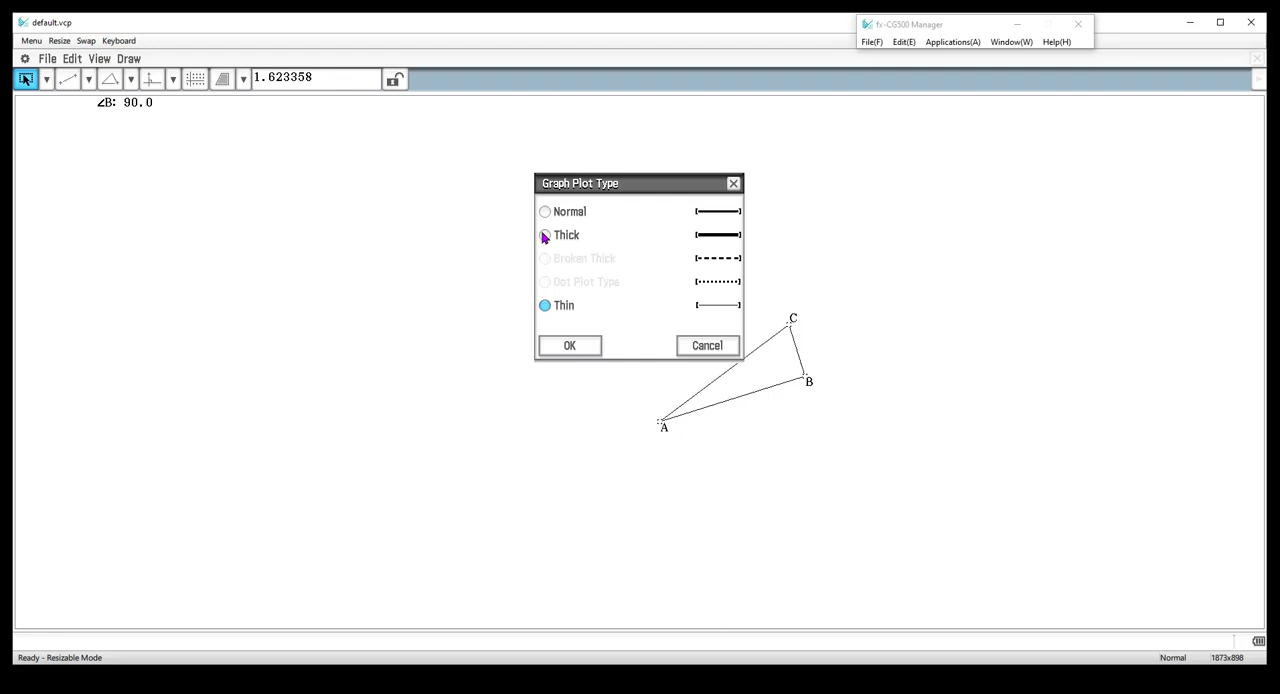 default.vcp
fx-CG500 Manager
Menu Resize Swap Keyboard
File(F) Edit(E) Applications(A) Window(W) Help(H)
File Edit View Draw
1.623358
∠B: 90.0
Graph Plot Type
Normal
Thick
Broken Thick
Dot Plot Type
Thin
OK Cancel
C
B
A
Ready - Resizable Mode
Normal 1873x898